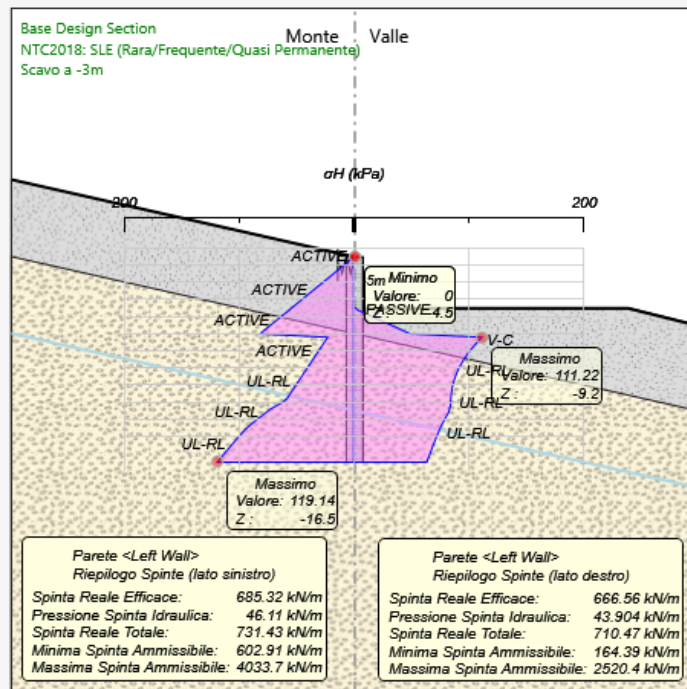 Base Design Section
NTC2018: SLE (Rara/Frequente/Quasi Permanente)
Scavo a -3m
Monte
Valle
σH (kPa)
200
200
ACTIVE
5m
Minimo
Valore: 0
Z : -4.5
ACTIVE
PASSIVE
ACTIVE
V-C
ACTIVE
Massimo
Valore: 111.22
Z : -9.2
UL-RL
UL-RL
UL-RL
UL-RL
UL-RL
UL-RL
Massimo
Valore: 119.14
Z : -16.5
Parete <Left Wall>
Riepilogo Spinte (lato sinistro)
Spinta Reale Efficace: 685.32 kN/m
Pressione Spinta Idraulica: 46.11 kN/m
Spinta Reale Totale: 731.43 kN/m
Minima Spinta Ammissibile: 602.91 kN/m
Massima Spinta Ammissibile: 4033.7 kN/m
Parete <Left Wall>
Riepilogo Spinte (lato destro)
Spinta Reale Efficace: 666.56 kN/m
Pressione Spinta Idraulica: 43.904 kN/m
Spinta Reale Totale: 710.47 kN/m
Minima Spinta Ammissibile: 164.39 kN/m
Massima Spinta Ammissibile: 2520.4 kN/m